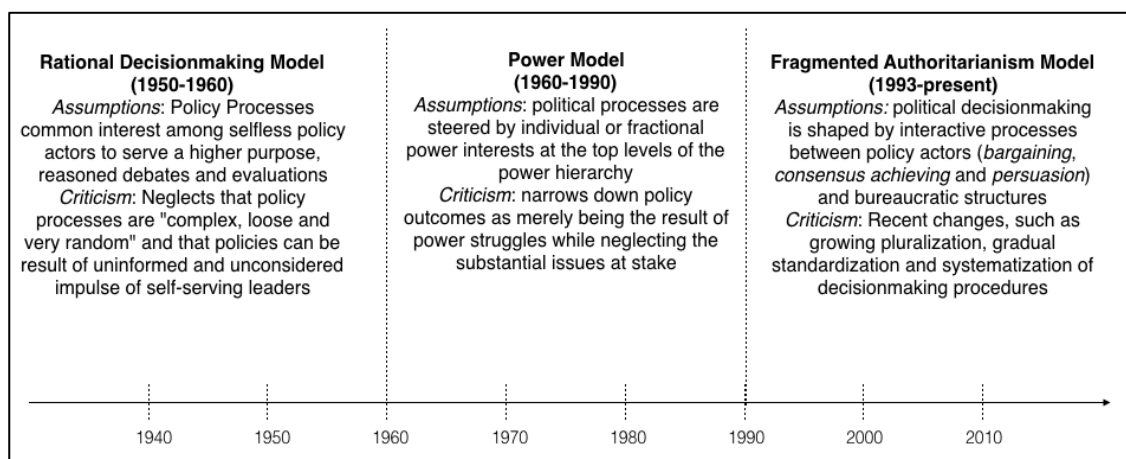 Rational Decisionmaking Model
(1950-1960)
Assumptions: Policy Processes
common interest among selfless policy
actors to serve a higher purpose,
reasoned debates and evaluations
Criticism: Neglects that policy
processes are "complex, loose and
very random" and that policies can be
result of uninformed and unconsidered
impulse of self-serving leaders
Power Model
(1960-1990)
Assumptions: political processes are
steered by individual or fractional
power interests at the top levels of the
power hierarchy
Criticism: narrows down policy
outcomes as merely being the result of
power struggles while neglecting the
substantial issues at stake
Fragmented Authoritarianism Model
(1993-present)
Assumptions: political decisionmaking
is shaped by interactive processes
between policy actors (bargaining,
consensus achieving and persuasion)
and bureaucratic structures
Criticism: Recent changes, such as
growing pluralization, gradual
standardization and systematization of
decisionmaking procedures
1940 1950 1960 1970 1980 1990 2000 2010